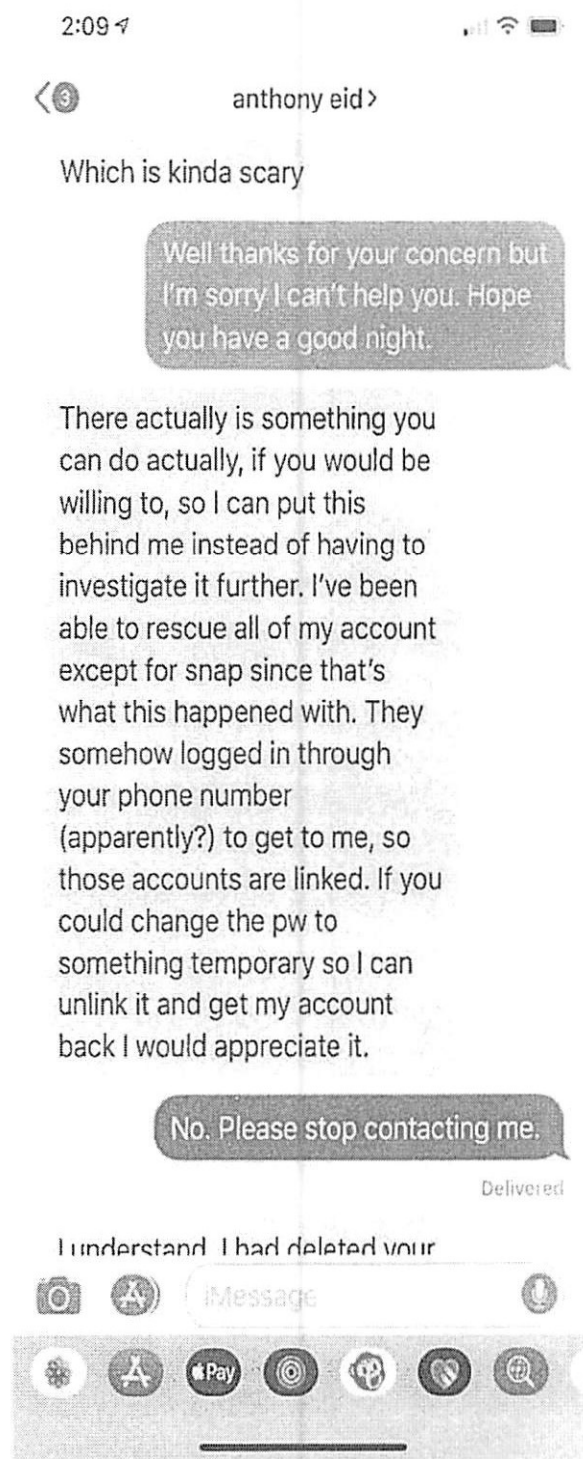 2:09
3
anthony eid >
Which is kinda scary
Well thanks for your concern but
I'm sorry I can't help you. Hope
you have a good night.
There actually is something you
can do actually, if you would be
willing to, so I can put this
behind me instead of having to
investigate it further. I've been
able to rescue all of my account
except for snap since that's
what this happened with. They
somehow logged in through
your phone number
(apparently?) to get to me, so
those accounts are linked. If you
could change the pw to
something temporary so I can
unlink it and get my account
back I would appreciate it.
No. Please stop contacting me.
Delivered
I understand. I had deleted your
iMessage
Pay